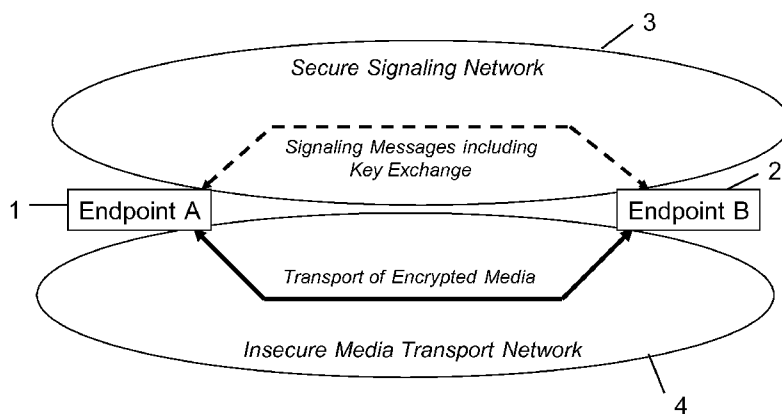 3
Secure Signaling Network
Signaling Messages including
Key Exchange
2
1
Endpoint A
Endpoint B
Transport of Encrypted Media
Insecure Media Transport Network
4